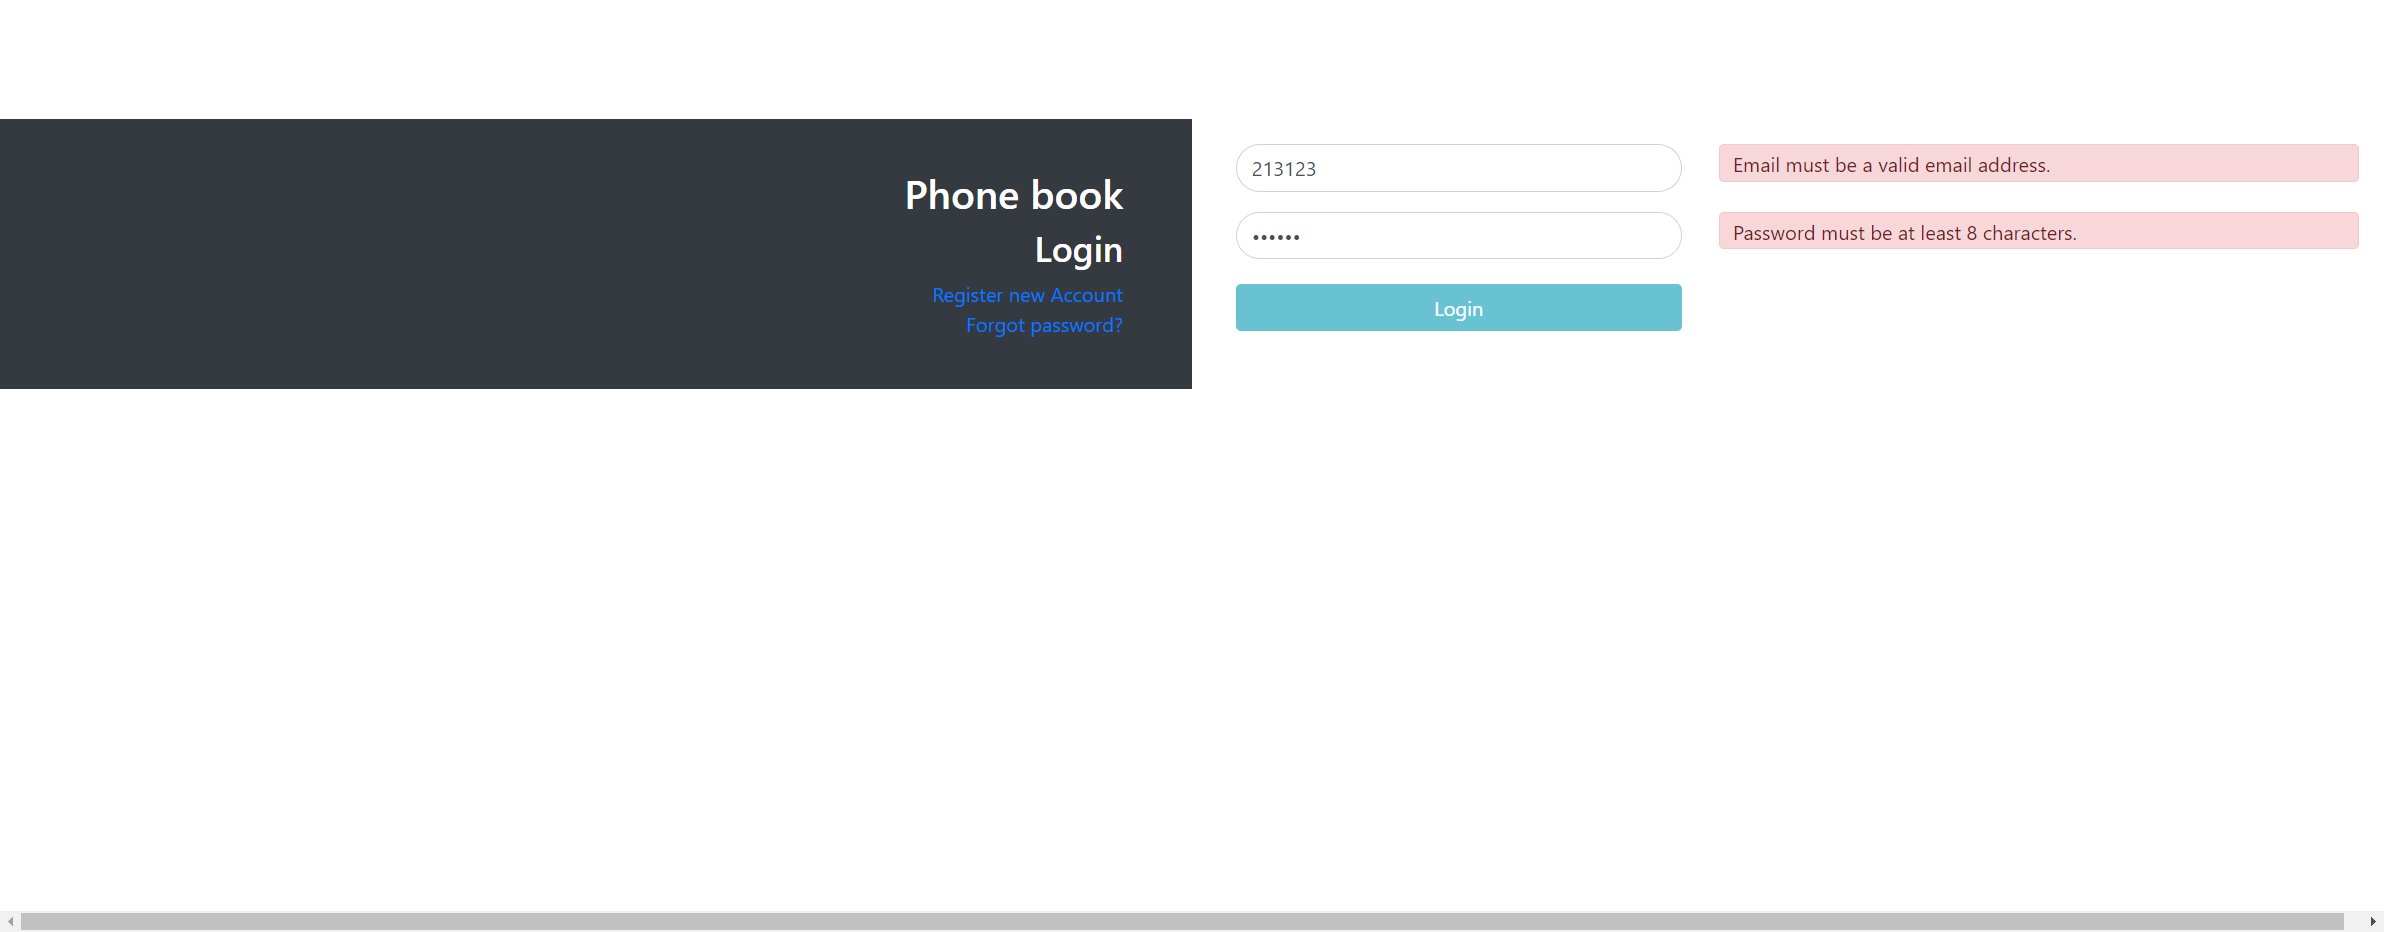 Phone book
Login
Register new Account
Forgot password?
213123
Email must be a valid email address.
••••••
Password must be at least 8 characters.
Login